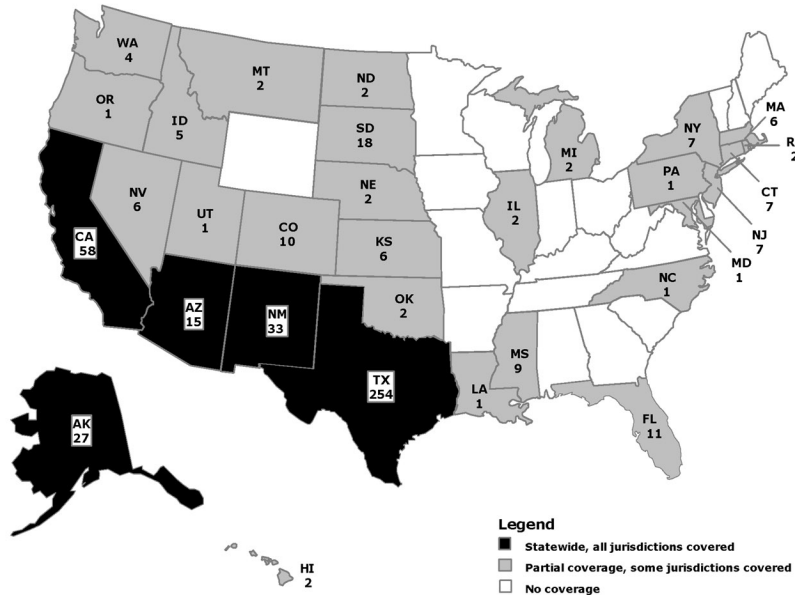 WA
4
MT
2
ND
2
OR
1
ID
5
SD
18
NY
7
MA
6
R
2
MI
2
PA
1
NV
6
NE
2
IL
2
CT
7
UT
1
CO
10
CA
58
KS
6
NJ
7
MD
1
NC
1
AZ
15
NM
33
OK
2
MS
9
TX
254
LA
1
FL
11
AK
27
HI
2
Legend
Statewide, all jurisdictions covered
Partial coverage, some jurisdictions covered
No coverage